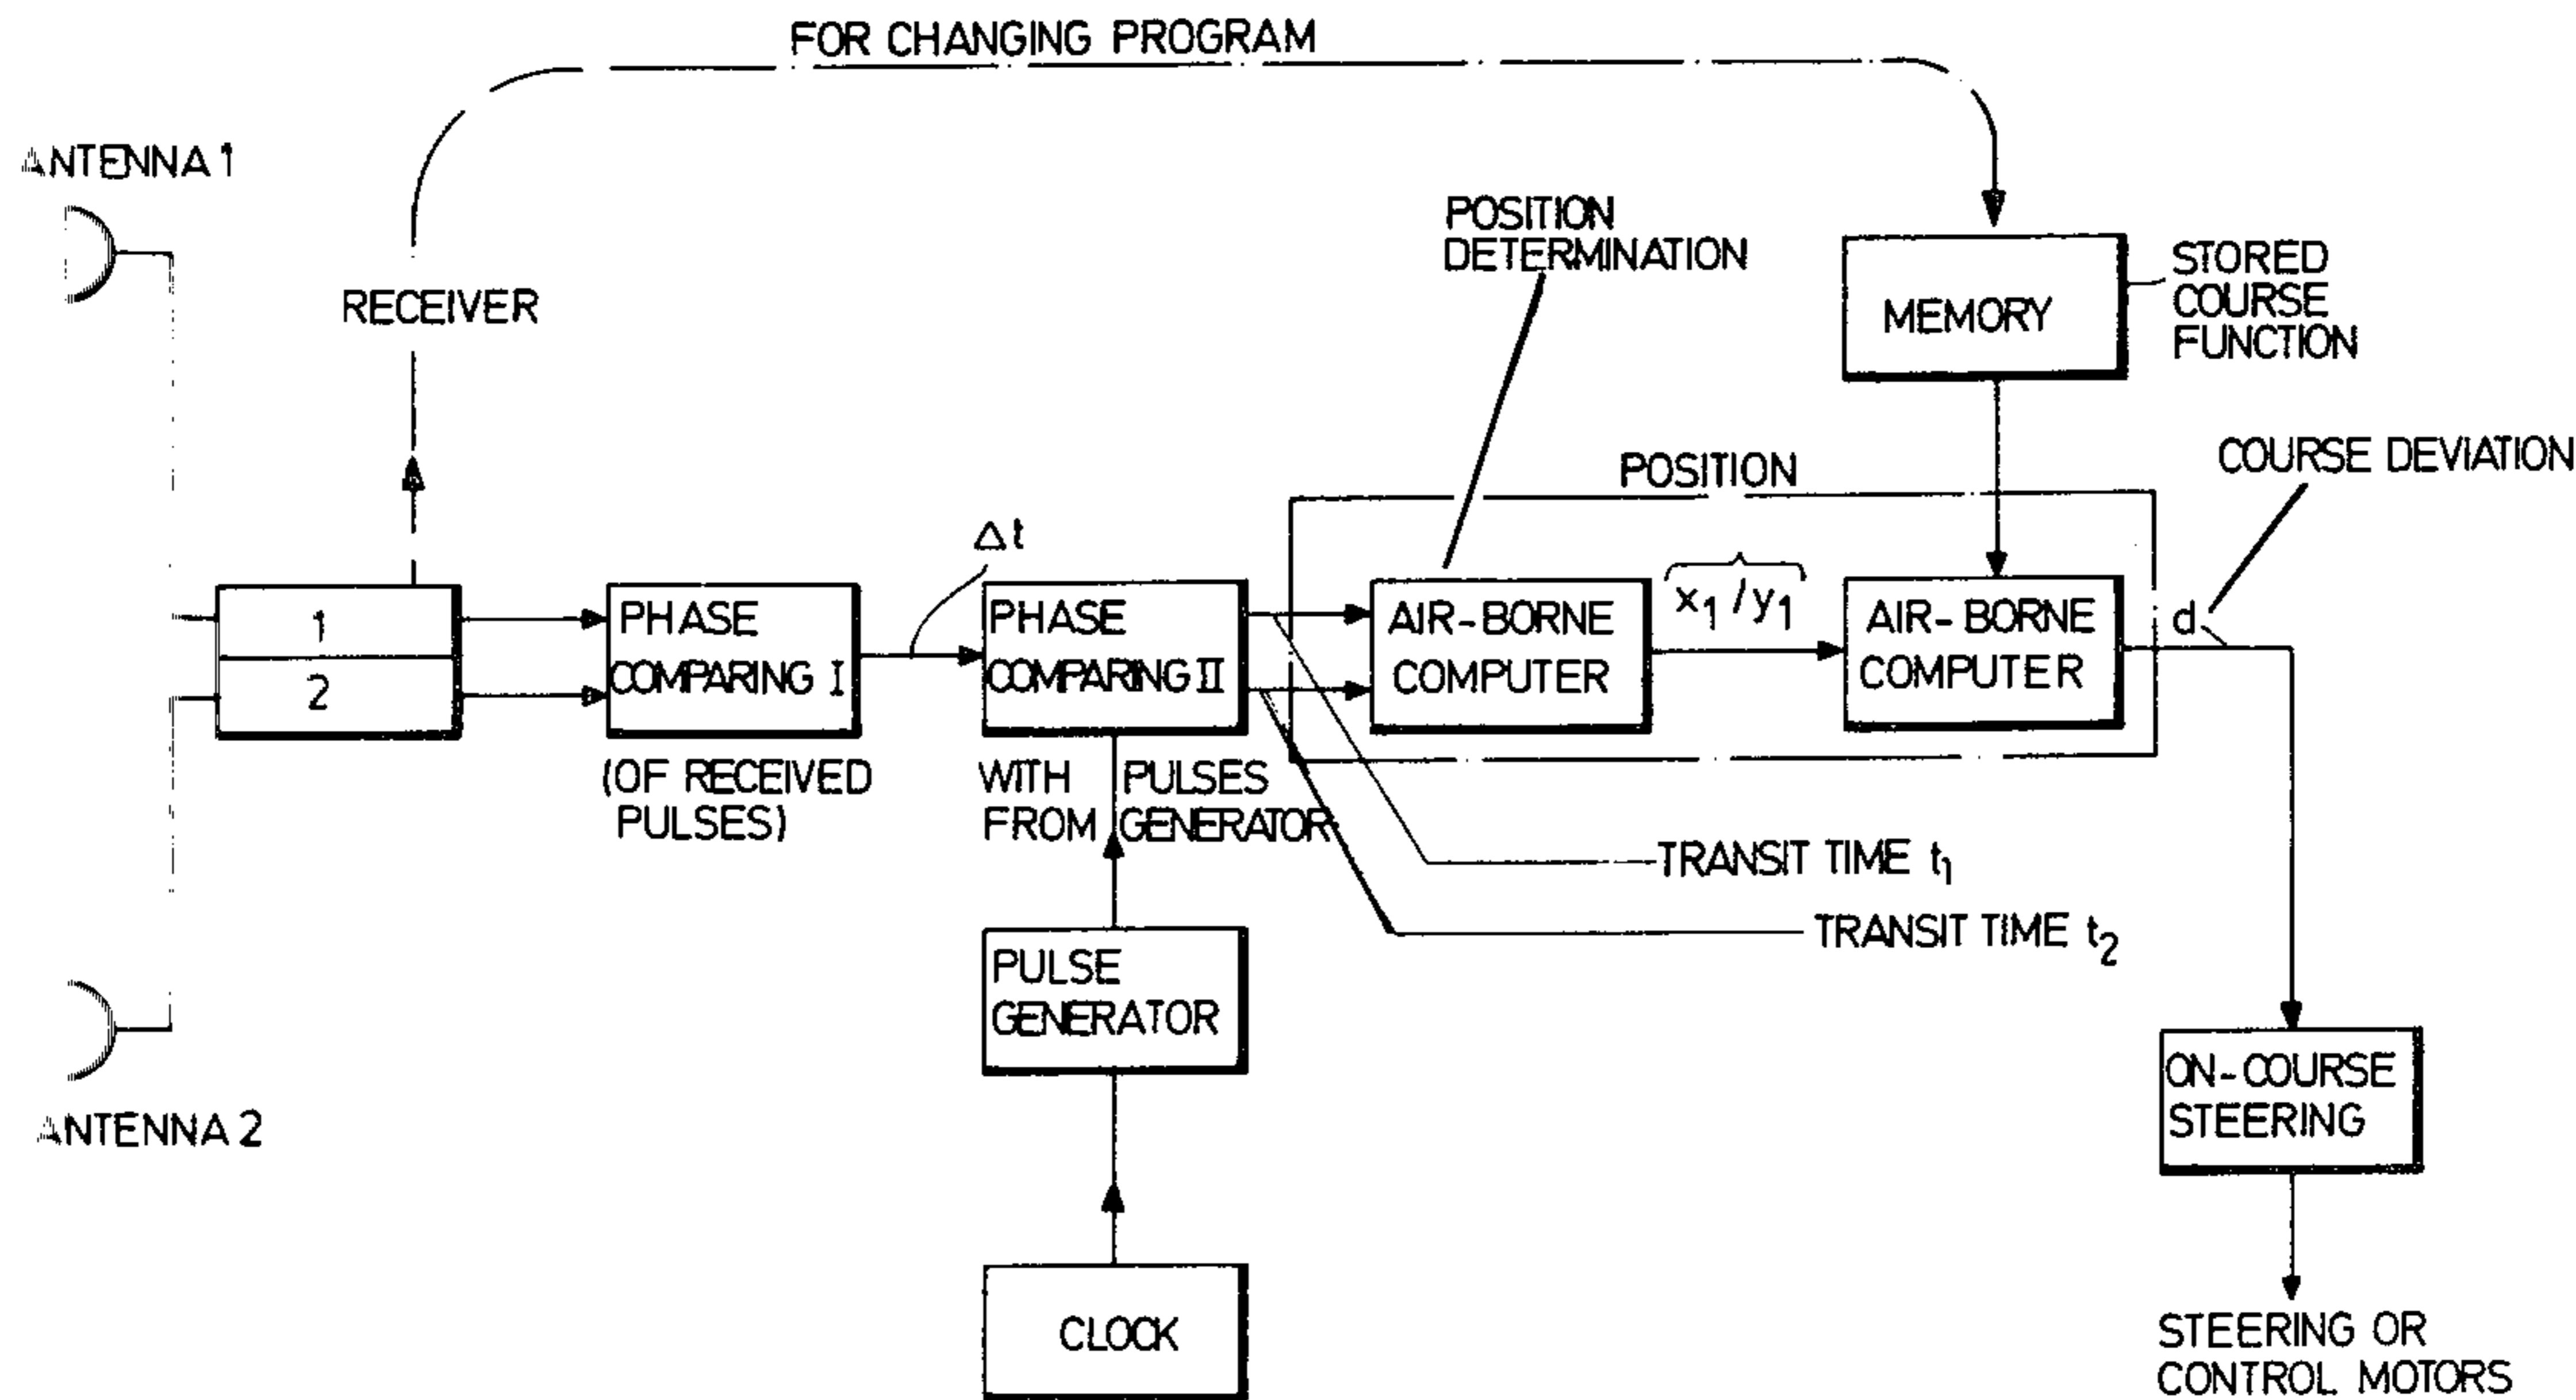 FOR CHANGING PROGRAM
ANTENNA 1
RECEIVER
POSITION
DETERMINATION
MEMORY
STORED
COURSE
FUNCTION
POSITION
COURSE DEVIATION
Δt
1
2
PHASE
COMPARING I
(OF RECEIVED
PULSES)
PHASE
COMPARING II
WITH PULSES
FROM GENERATOR
AIR-BORNE
COMPUTER
x₁/y₁
AIR-BORNE
COMPUTER
d
TRANSIT TIME t₁
TRANSIT TIME t₂
PULSE
GENERATOR
ANTENNA 2
ON-COURSE
STEERING
CLOCK
STEERING OR
CONTROL MOTORS